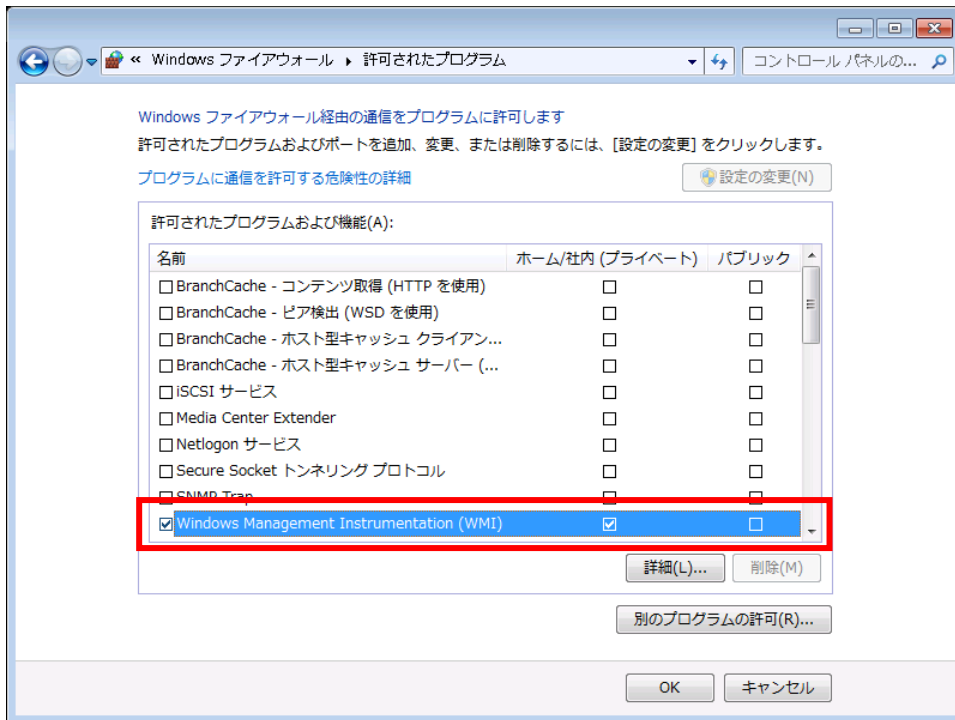 « Windows ファイアウォール ▸ 許可されたプログラム
コントロール パネルの...
Windows ファイアウォール経由の通信をプログラムに許可します
許可されたプログラムおよびポートを追加、変更、または削除するには、[設定の変更] をクリックします。
プログラムに通信を許可する危険性の詳細
設定の変更(N)
許可されたプログラムおよび機能(A):
名前 ホーム/社内 (プライベート) パブリック
BranchCache - コンテンツ取得 (HTTP を使用)
BranchCache - ピア検出 (WSD を使用)
BranchCache - ホスト型キャッシュ クライアン...
BranchCache - ホスト型キャッシュ サーバー (...
iSCSI サービス
Media Center Extender
Netlogon サービス
Secure Socket トンネリング プロトコル
SNMP Trap
Windows Management Instrumentation (WMI)
詳細(L)... 削除(M)
別のプログラムの許可(R)...
OK キャンセル